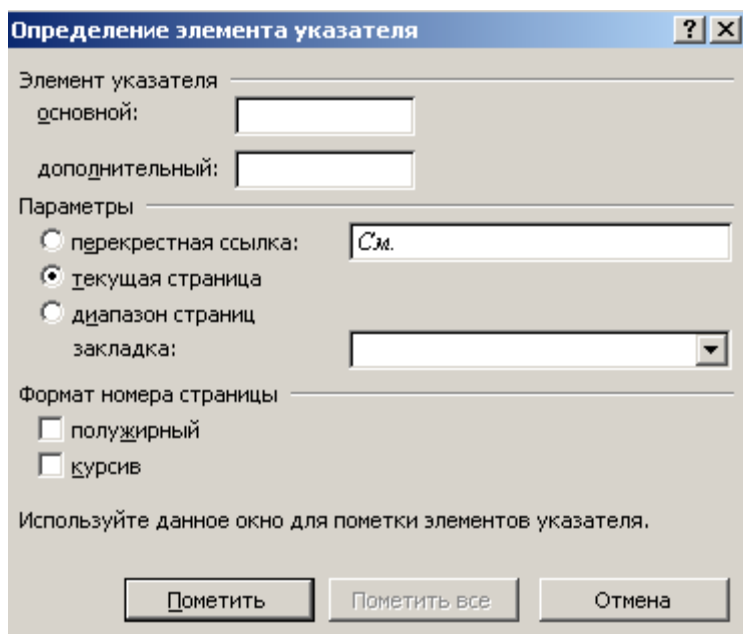 Определение элемента указателя ? X
Элемент указателя
основной:
дополнительный:
Параметры
перекрестная ссылка: См.
текущая страница
диапазон страниц
закладка:
Формат номера страницы
полужирный
курсив
Используйте данное окно для пометки элементов указателя.
Пометить Пометить все Отмена